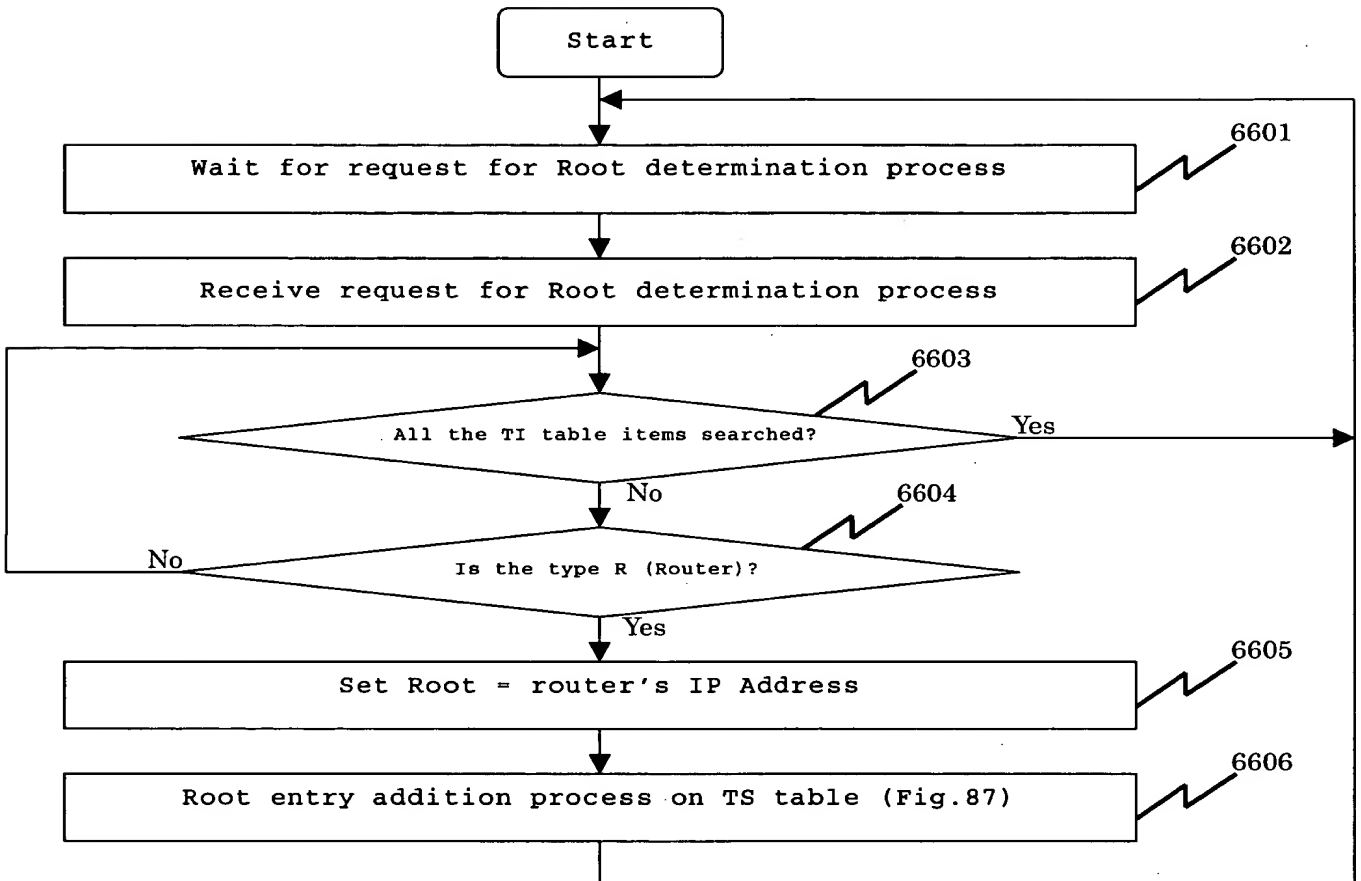 Start
6601
Wait for request for Root determination process
6602
Receive request for Root determination process
6603
All the TI table items searched?
Yes
No
6604
No
Is the type R (Router)?
Yes
6605
Set Root = router's IP Address
6606
Root entry addition process on TS table (Fig.87)